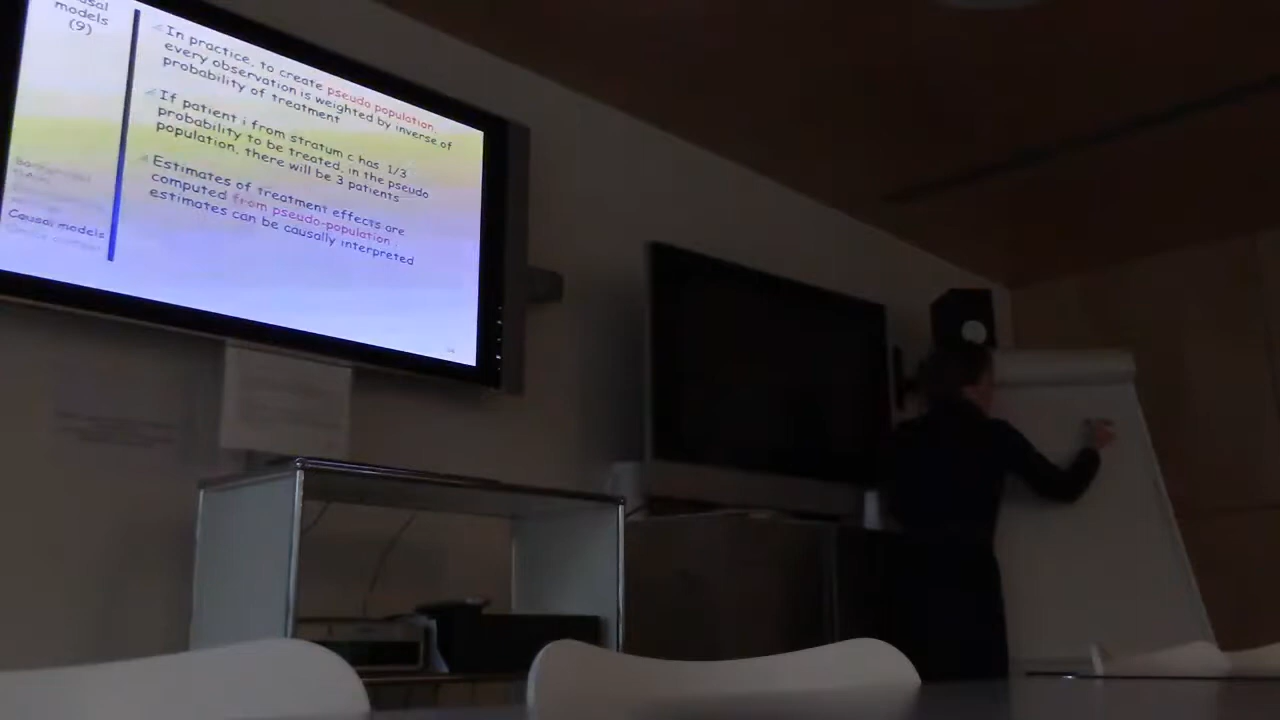 models
(9)
In practice, to create pseudo population,
every observation is weighted by inverse of
probability of treatment
If patient i from stratum c has 1/3
probability to be treated, in the pseudo
population, there will be 3 patients
Estimates of treatment effects are
computed from pseudo-population,
estimates can be causally interpreted
Causal models